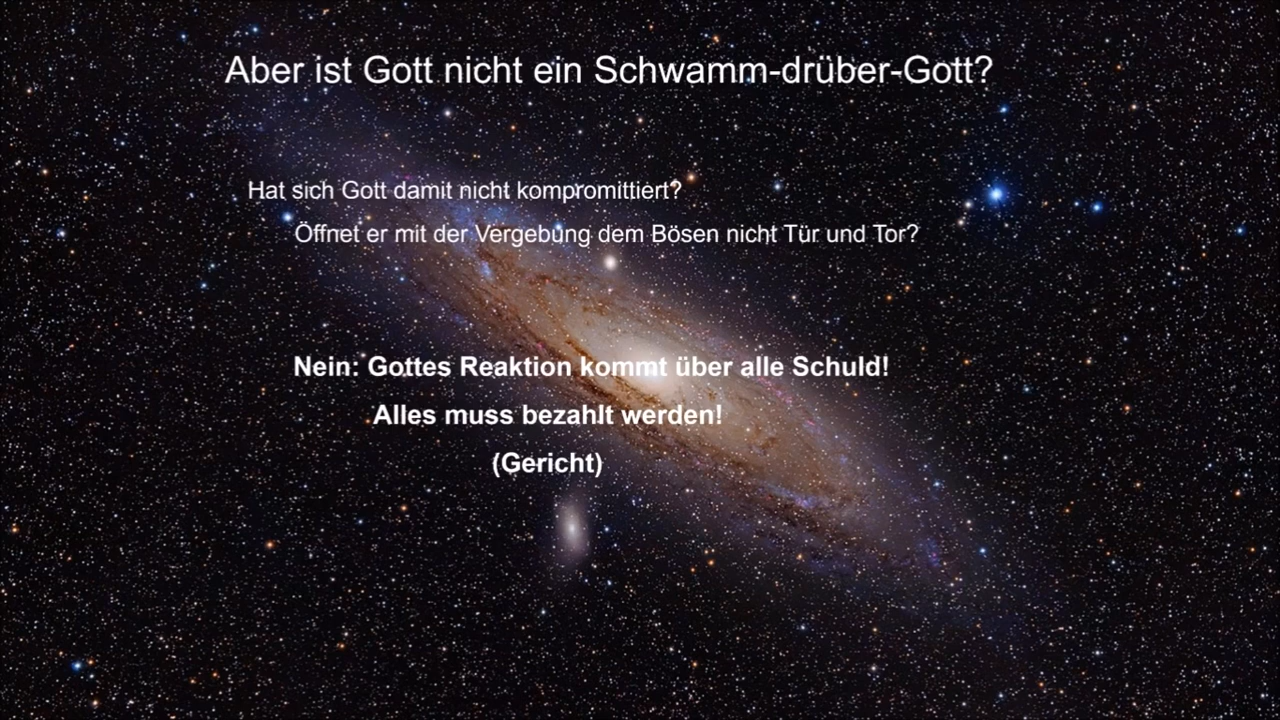 Aber ist Gott nicht ein Schwamm-drüber-Gott?
Hat sich Gott damit nicht kompromittiert?
Öffnet er mit der Vergebung dem Bösen nicht Tür und Tor?
Nein: Gottes Reaktion kommt über alle Schuld!
Alles muss bezahlt werden!
(Gericht)